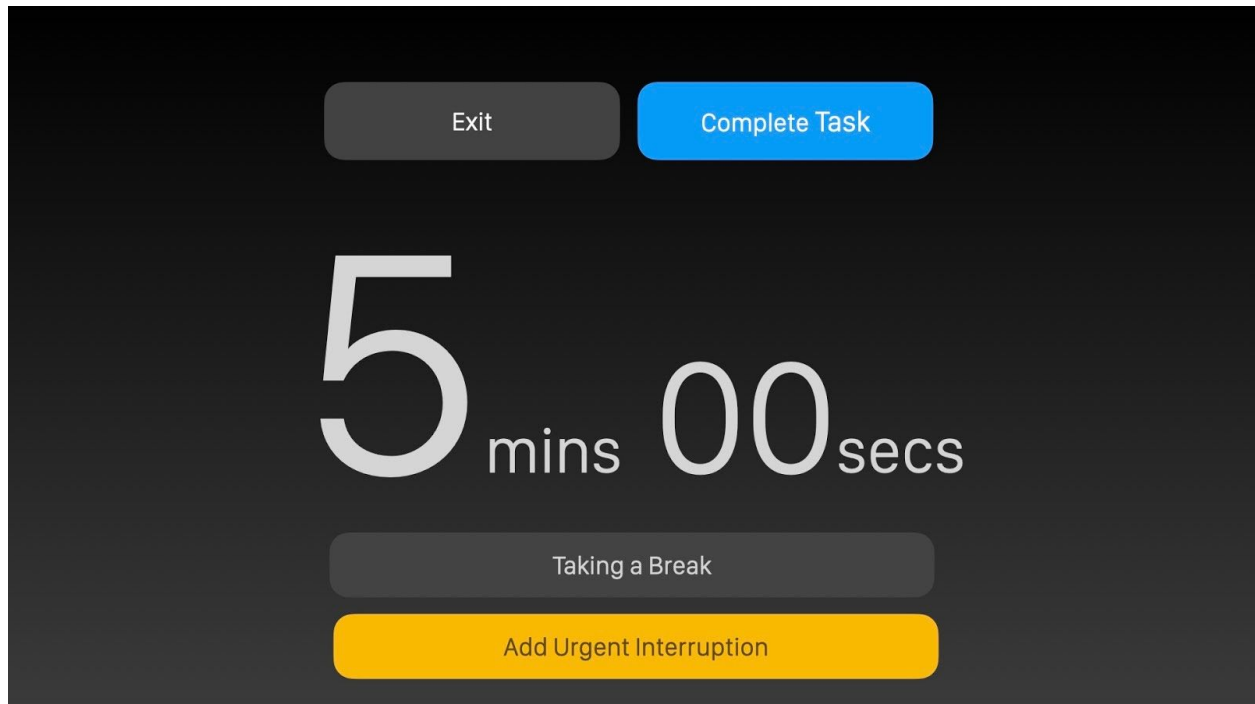 Exit
Complete Task
5 mins 00 secs
Taking a Break
Add Urgent Interruption